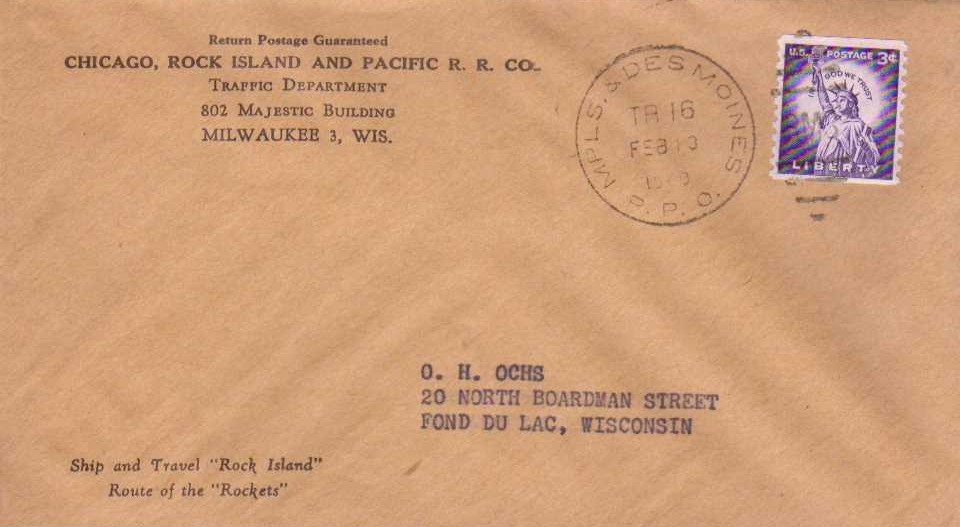 Return Postage Guaranteed
CHICAGO, ROCK ISLAND AND PACIFIC R. R. CO.
TRAFFIC DEPARTMENT
802 MAJESTIC BUILDING
MILWAUKEE 3, WIS.
MPLS. & DES MOINES
TR 16
FEB
R. P. O.
U.S. POSTAGE 3¢
IN GOD WE TRUST
LIBERTY
O. H. OCHS
20 NORTH BOARDMAN STREET
FOND DU LAC, WISCONSIN
Ship and Travel "Rock Island"
Route of the "Rockets"